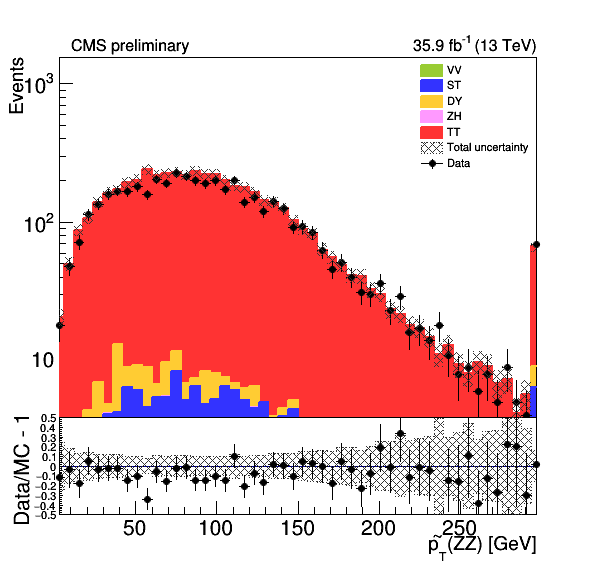 CMS preliminary 35.9 fb⁻¹ (13 TeV)
Events
10³
10²
10
VV
ST
DY
ZH
TT
Total uncertainty
Data
Data/MC - 1
0.5
0.4
0.3
0.2
0.1
0
-0.1
-0.2
-0.3
-0.4
-0.5
50 100 150 200 250
p̃_T(ZZ) [GeV]